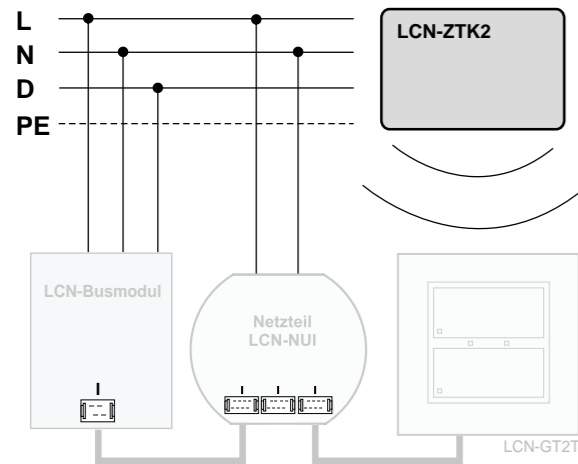 L
N
D
PE
LCN-ZTK2
LCN-Busmodul
I
Netzteil
LCN-NUI
I I I
LCN-GT2T